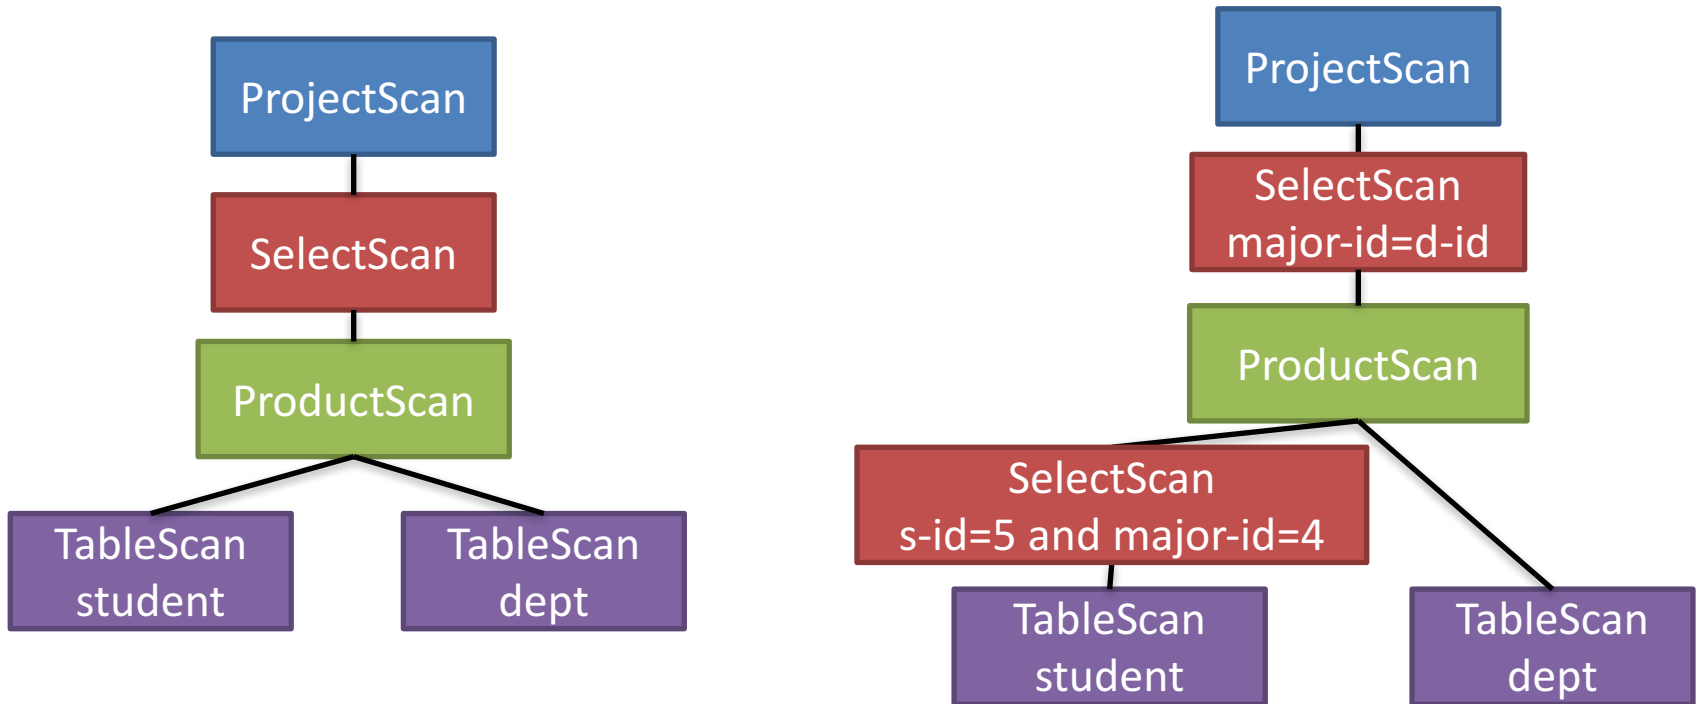 ProjectScan
SelectScan
ProductScan
TableScan
student
TableScan
dept
ProjectScan
SelectScan
major-id=d-id
ProductScan
SelectScan
s-id=5 and major-id=4
TableScan
student
TableScan
dept